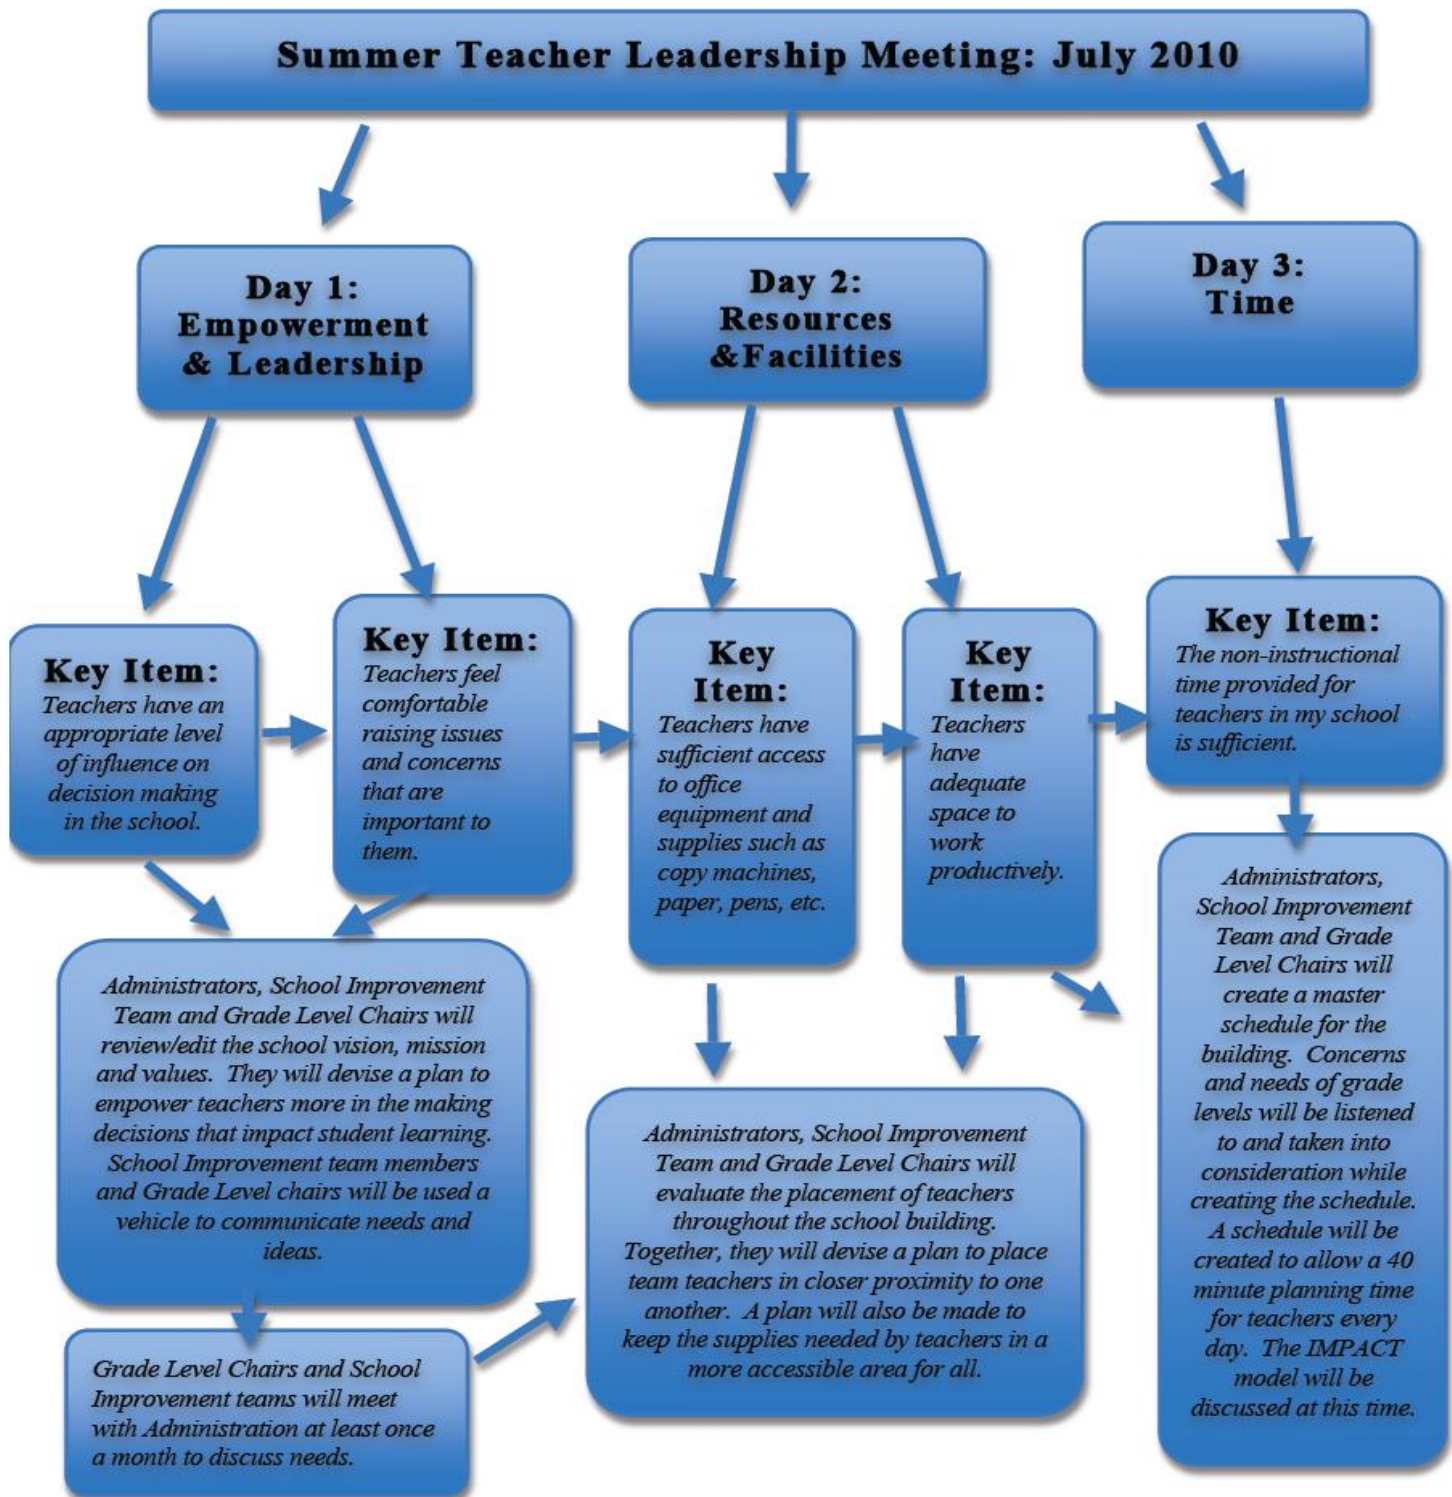 Summer Teacher Leadership Meeting: July 2010
Day 1:
Empowerment
& Leadership
Day 2:
Resources
&Facilities
Day 3:
Time
Key Item:
Teachers have an
appropriate level
of influence on
decision making
in the school.
Key Item:
Teachers feel
comfortable
raising issues
and concerns
that are
important to
them.
Key
Item:
Teachers have
sufficient access
to office
equipment and
supplies such as
copy machines,
paper, pens, etc.
Key
Item:
Teachers
have
adequate
space to
work
productively.
Key Item:
The non-instructional
time provided for
teachers in my school
is sufficient.
Administrators, School Improvement
Team and Grade Level Chairs will
review/edit the school vision, mission
and values.  They will devise a plan to
empower teachers more in the making
decisions that impact student learning.
School Improvement team members
and Grade Level chairs will be used a
vehicle to communicate needs and
ideas.
Grade Level Chairs and School
Improvement teams will meet
with Administration at least once
a month to discuss needs.
Administrators, School Improvement
Team and Grade Level Chairs will
evaluate the placement of teachers
throughout the school building.
Together, they will devise a plan to place
team teachers in closer proximity to one
another.  A plan will also be made to
keep the supplies needed by teachers in a
more accessible area for all.
Administrators,
School Improvement
Team and Grade
Level Chairs will
create a master
schedule for the
building.  Concerns
and needs of grade
levels will be listened
to and taken into
consideration while
creating the schedule.
A schedule will be
created to allow a 40
minute planning time
for teachers every
day.  The IMPACT
model will be
discussed at this time.